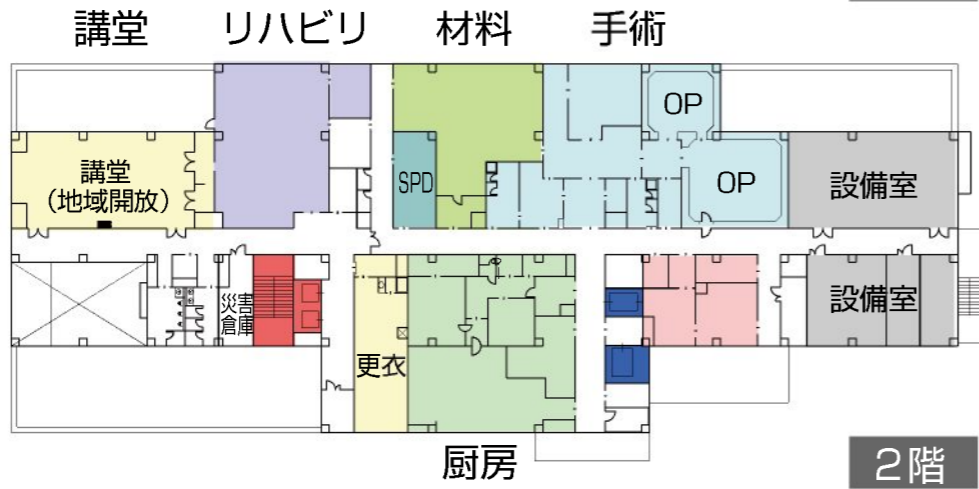 講堂 リハビリ 材料 手術
OP
講堂
（地域開放）
SPD
OP
設備室
災害
倉庫
設備室
更衣
厨房
2階